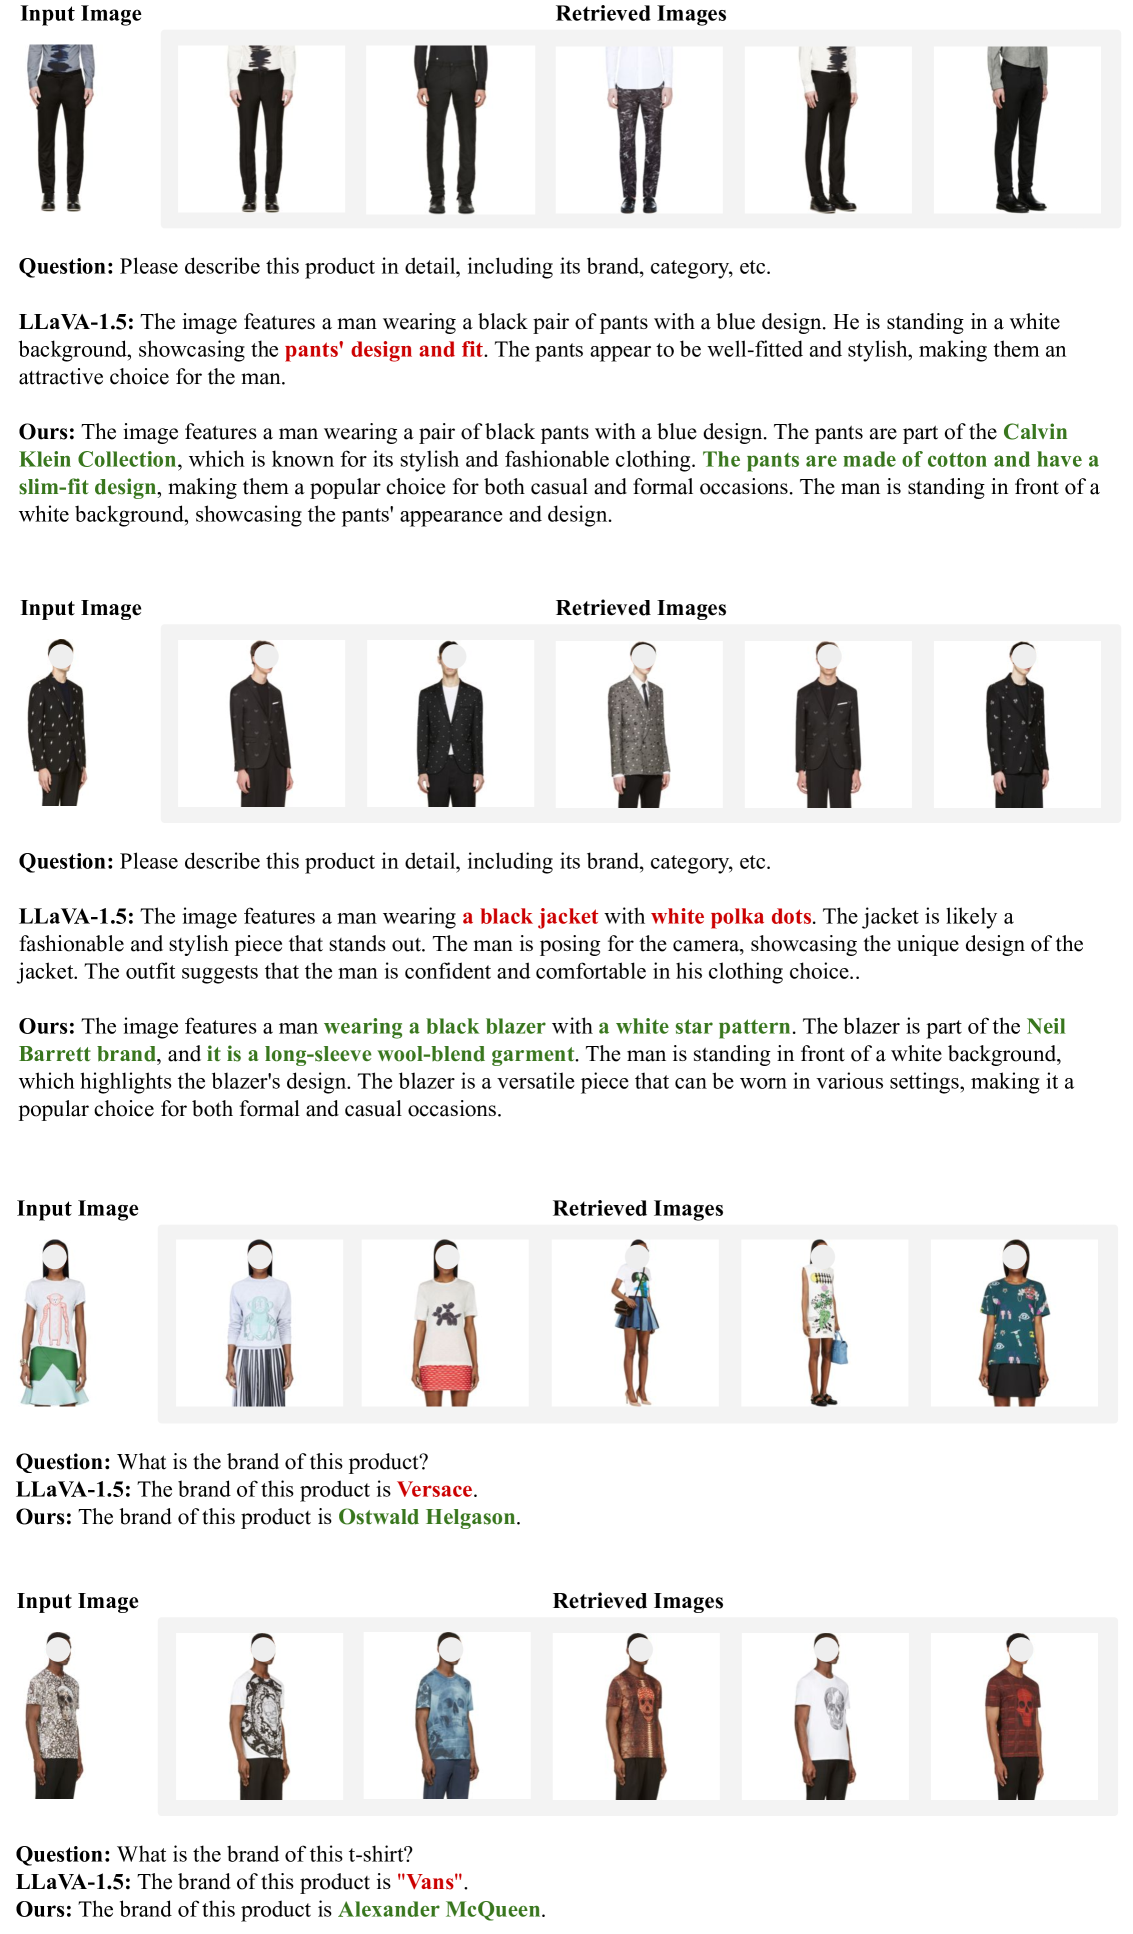 Input Image
Retrieved Images
Question: Please describe this product in detail, including its brand, category, etc.
LLaVA-1.5: The image features a man wearing a black pair of pants with a blue design. He is standing in a white
background, showcasing the pants' design and fit. The pants appear to be well-fitted and stylish, making them an
attractive choice for the man.
Ours: The image features a man wearing a pair of black pants with a blue design. The pants are part of the Calvin
Klein Collection, which is known for its stylish and fashionable clothing. The pants are made of cotton and have a
slim-fit design, making them a popular choice for both casual and formal occasions. The man is standing in front of a
white background, showcasing the pants' appearance and design.
Input Image
Retrieved Images
Question: Please describe this product in detail, including its brand, category, etc.
LLaVA-1.5: The image features a man wearing a black jacket with white polka dots. The jacket is likely a
fashionable and stylish piece that stands out. The man is posing for the camera, showcasing the unique design of the
jacket. The outfit suggests that the man is confident and comfortable in his clothing choice..
Ours: The image features a man wearing a black blazer with a white star pattern. The blazer is part of the Neil
Barrett brand, and it is a long-sleeve wool-blend garment. The man is standing in front of a white background,
which highlights the blazer's design. The blazer is a versatile piece that can be worn in various settings, making it a
popular choice for both formal and casual occasions.
Input Image
Retrieved Images
Question: What is the brand of this product?
LLaVA-1.5: The brand of this product is Versace.
Ours: The brand of this product is Ostwald Helgason.
Input Image
Retrieved Images
Question: What is the brand of this t-shirt?
LLaVA-1.5: The brand of this product is "Vans".
Ours: The brand of this product is Alexander McQueen.